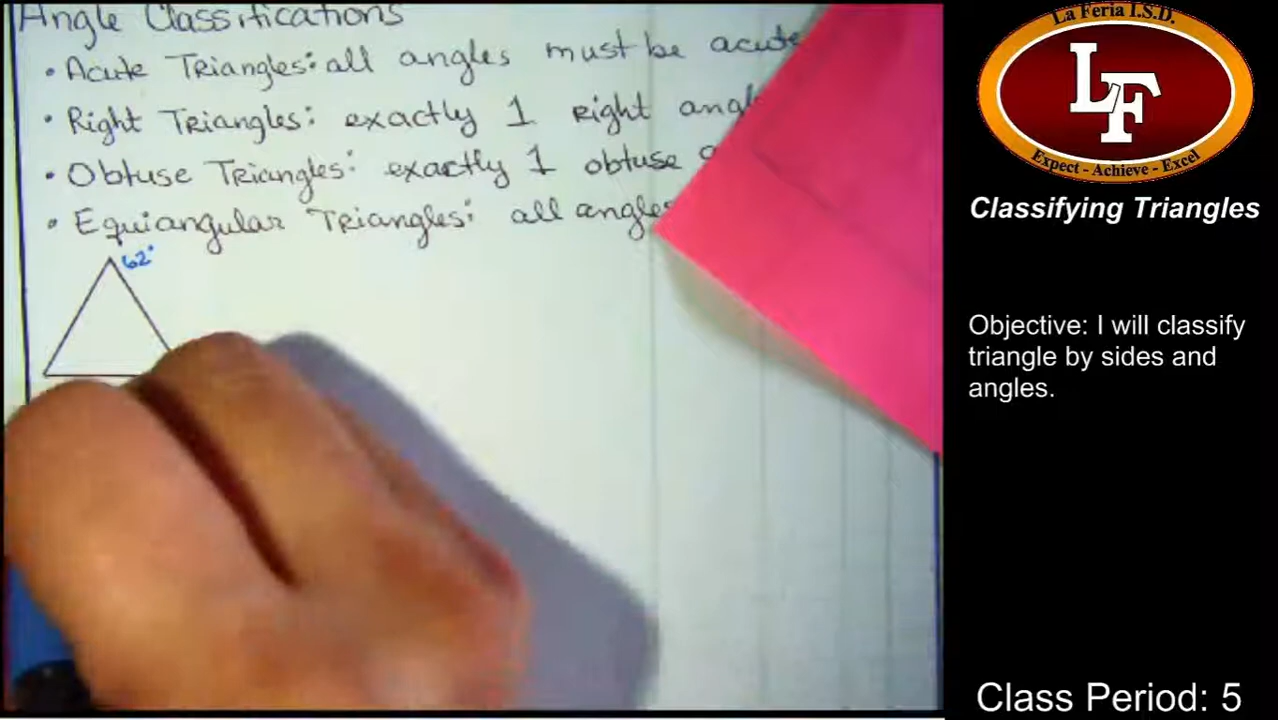 Angle Classifications
• Acute Triangles: all angles must be acute
• Right Triangles: exactly 1 right angl
• Obtuse Triangles: exactly 1 obtuse
• Equiangular Triangles: all angles
62°
La Feria I.S.D.
LF
Expect - Achieve - Excel
Classifying Triangles
Objective: I will classify
triangle by sides and
angles.
Class Period: 5